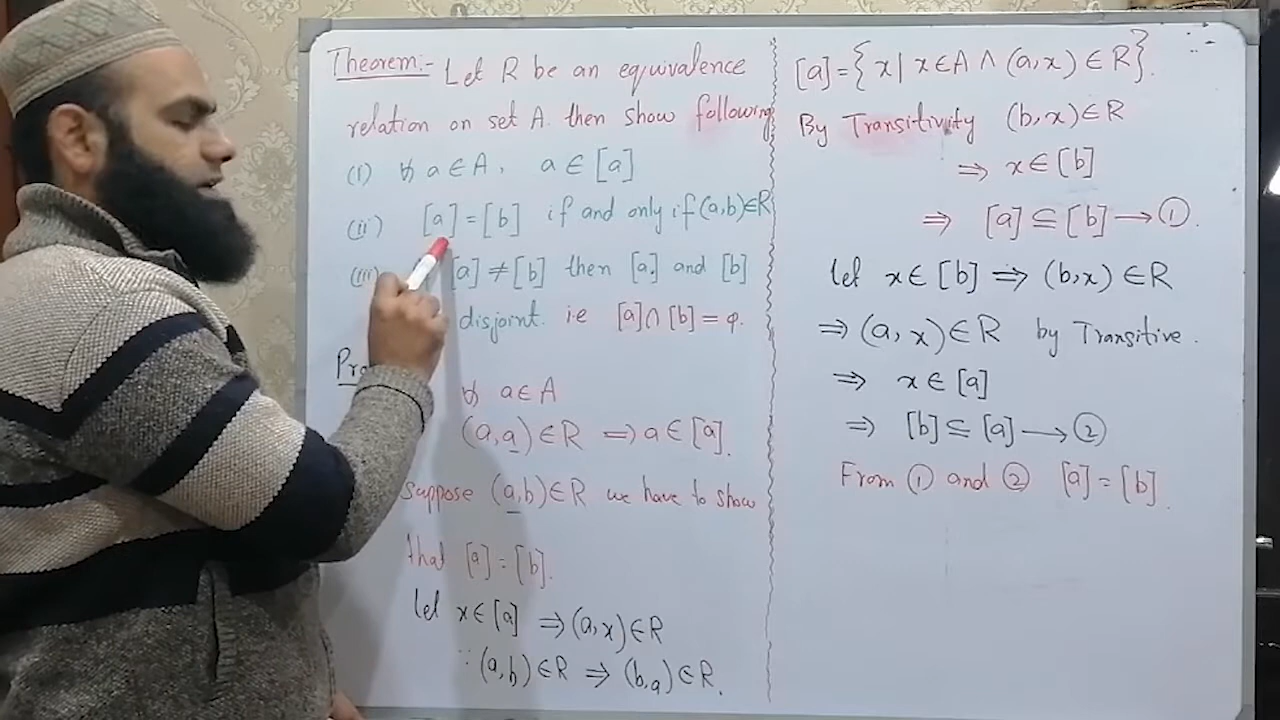 Theorem:- Let R be an equivalence
relation on set A. then show following
(i) ∀ a∈A, a ∈ [a]
(ii) [a] = [b] if and only if (a,b)∈R
(iii) [a] ≠ [b] then [a] and [b]
disjoint. i.e [a]∩[b] = φ.
∀ a∈A
(a,a)∈R ⇒ a∈[a].
Suppose (a,b)∈R we have to show
that [a] = [b].
Let x∈[a] ⇒ (a,x)∈R
∵ (a,b)∈R ⇒ (b,a)∈R.
[a] = { x | x∈A ∧ (a,x)∈R}.
By Transitivity (b,x)∈R
⇒ x∈[b]
⇒ [a] ⊆ [b] → ①.
Let x∈[b] ⇒ (b,x)∈R
⇒ (a,x)∈R by Transitive.
⇒ x∈[a]
⇒ [b] ⊆ [a] → ②
From ① and ② [a] = [b].